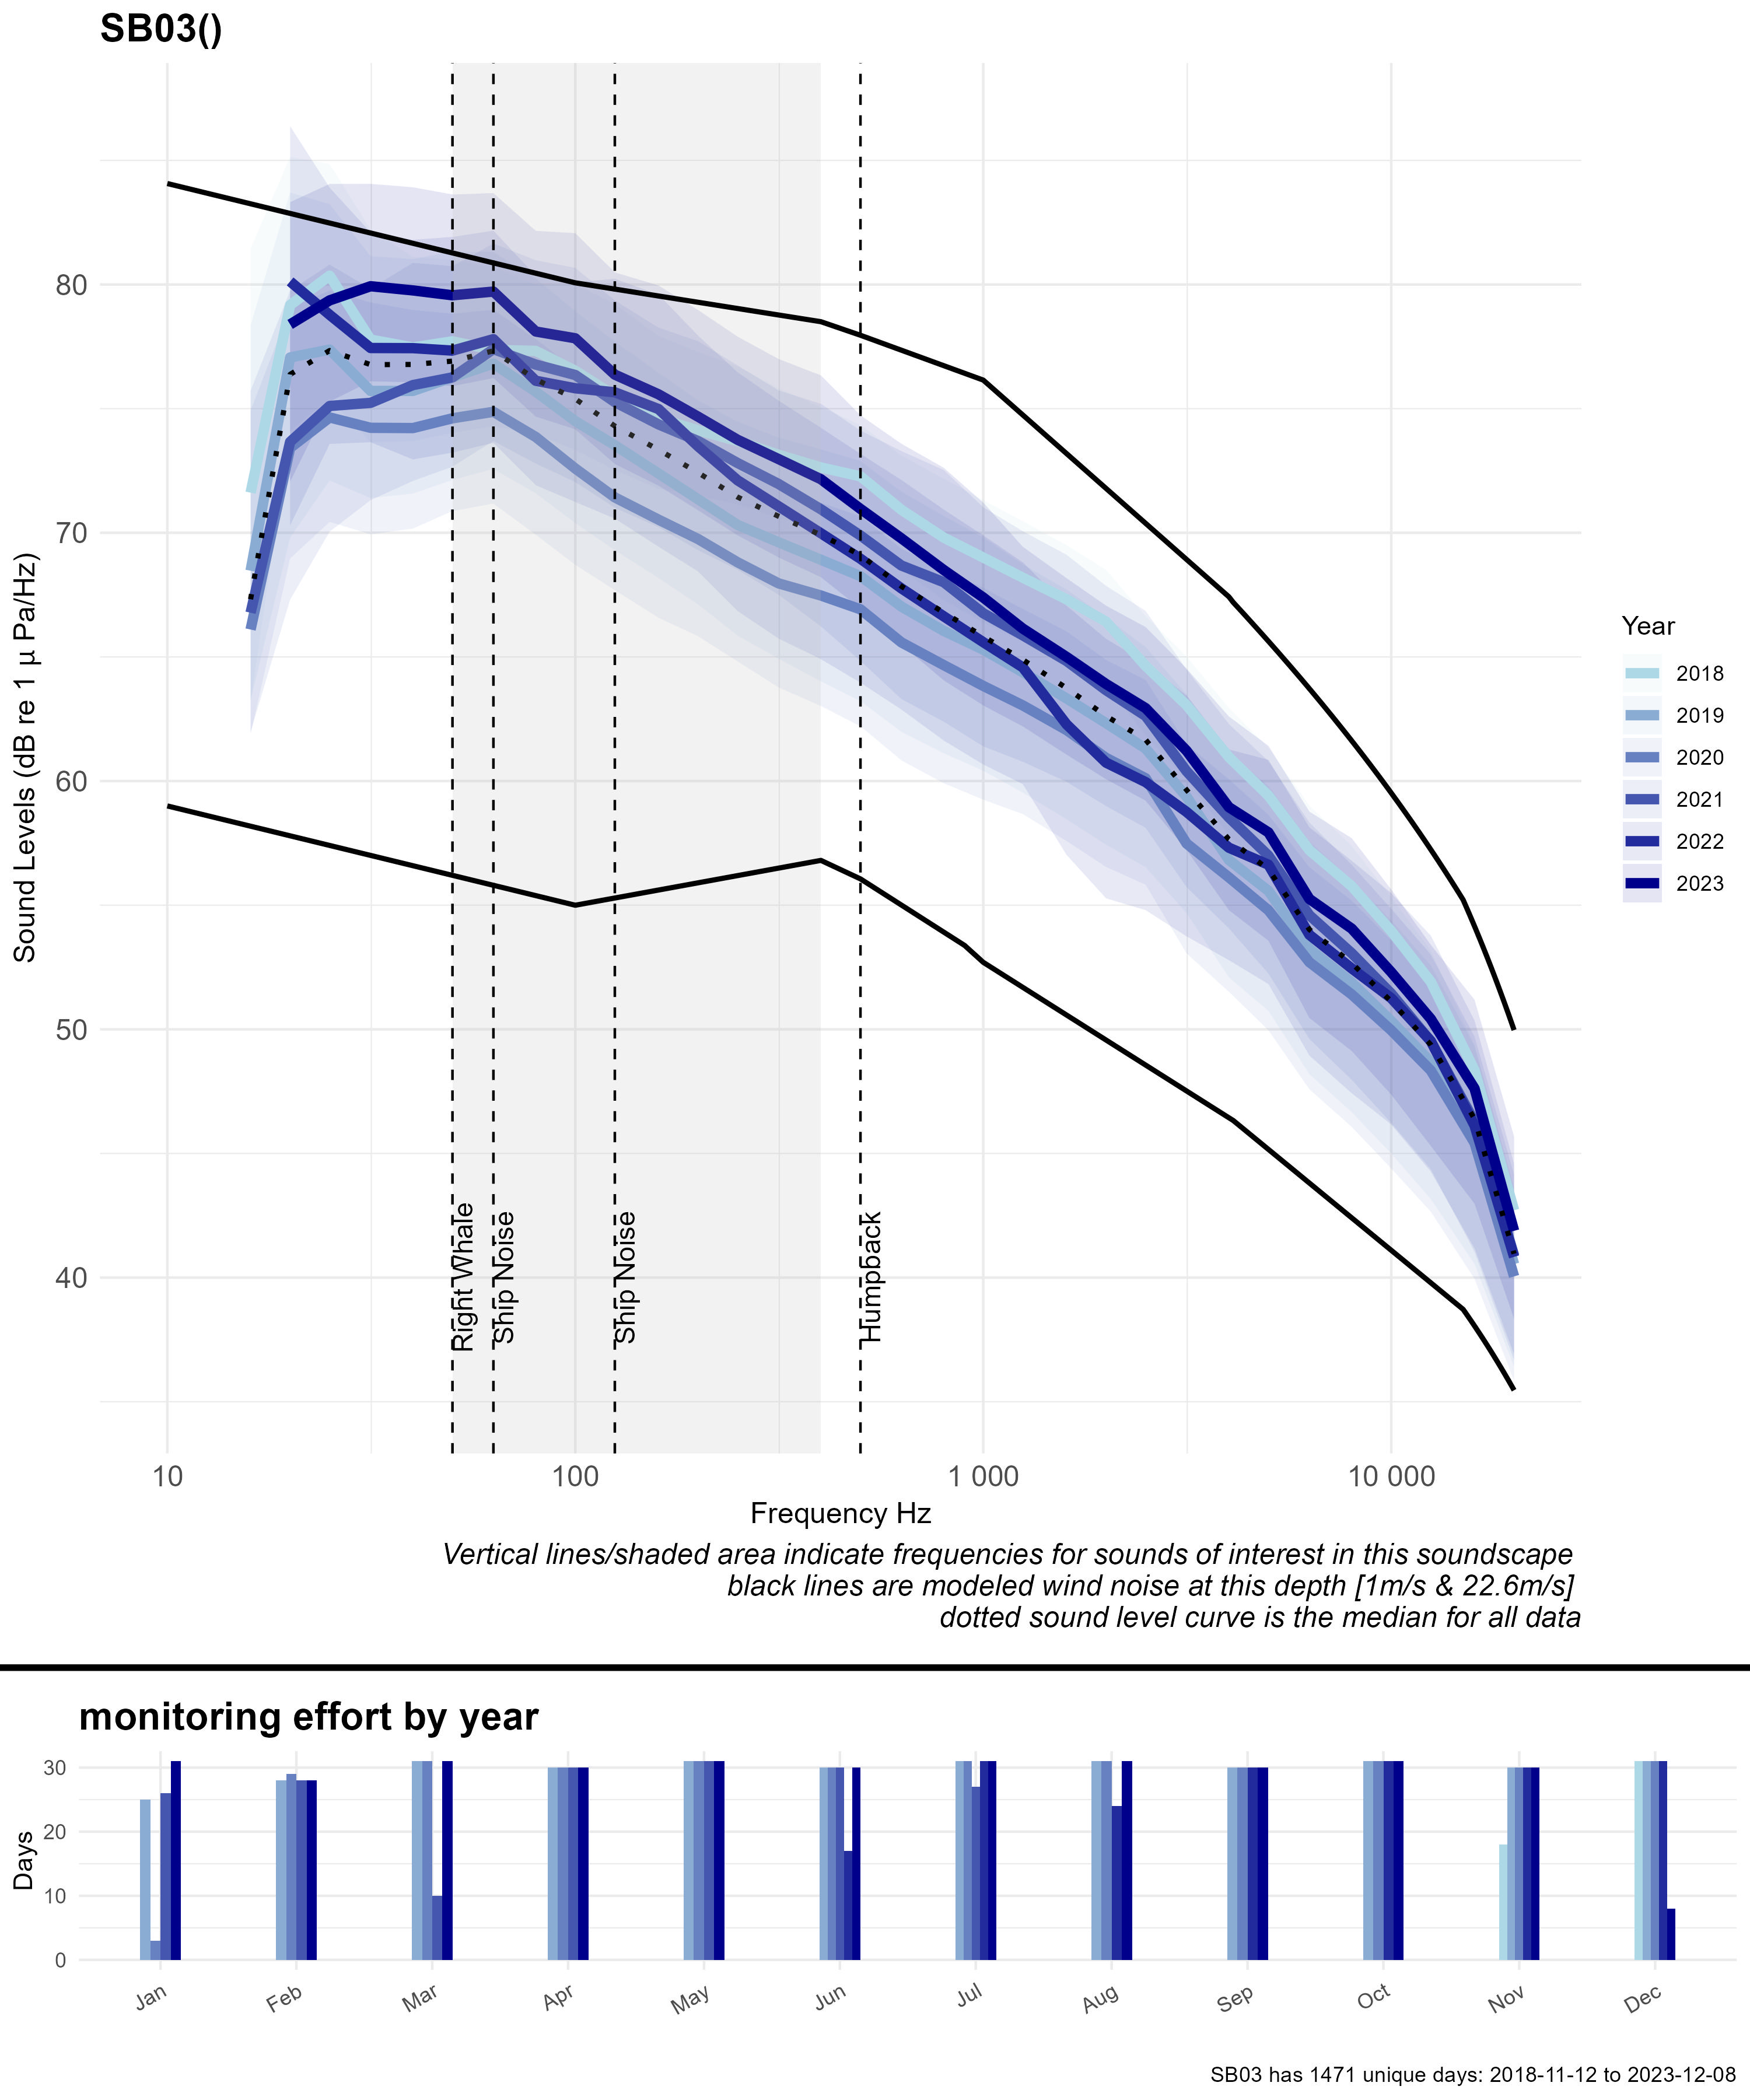 SB03()
80
70
60
50
40
Sound Levels (dB re 1 µ Pa/Hz)
Right Whale
Ship Noise
Ship Noise
Humpback
10
100
1 000
10 000
Frequency Hz
Year
2018
2019
2020
2021
2022
2023
Vertical lines/shaded area indicate frequencies for sounds of interest in this soundscape
black lines are modeled wind noise at this depth [1m/s & 22.6m/s]
dotted sound level curve is the median for all data
monitoring effort by year
Days
30
20
10
0
Jan
Feb
Mar
Apr
May
Jun
Jul
Aug
Sep
Oct
Nov
Dec
SB03 has 1471 unique days: 2018-11-12 to 2023-12-08